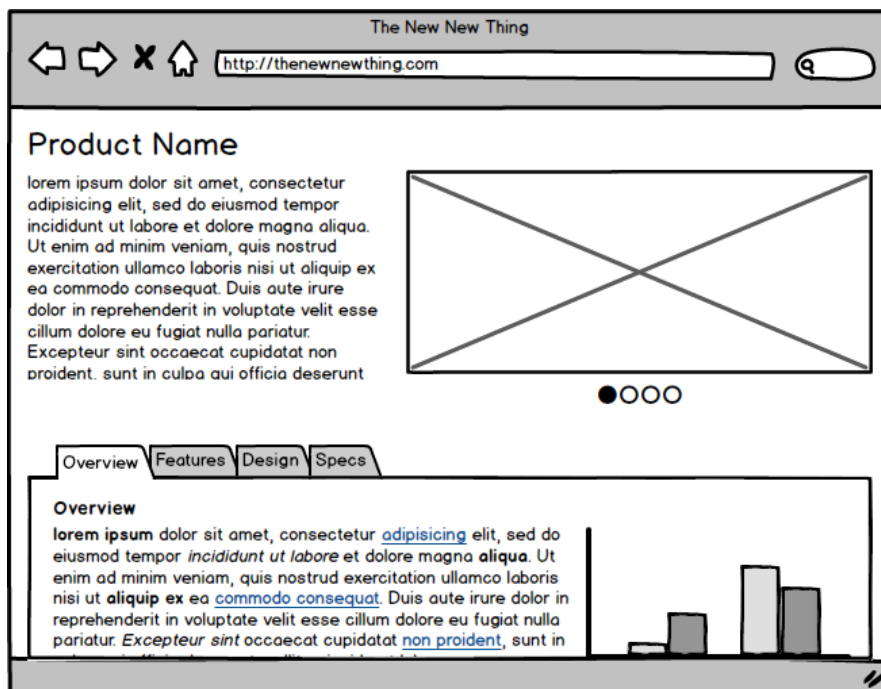 The New New Thing
http://thenewnewthing.com
Product Name
lorem ipsum dolor sit amet, consectetur
adipisicing elit, sed do eiusmod tempor
incididunt ut labore et dolore magna aliqua.
Ut enim ad minim veniam, quis nostrud
exercitation ullamco laboris nisi ut aliquip ex
ea commodo consequat. Duis aute irure
dolor in reprehenderit in voluptate velit esse
cillum dolore eu fugiat nulla pariatur.
Excepteur sint occaecat cupidatat non
proident, sunt in culpa qui officia deserunt
Overview Features Design Specs
Overview
lorem ipsum dolor sit amet, consectetur adipisicing elit, sed do
eiusmod tempor incididunt ut labore et dolore magna aliqua. Ut
enim ad minim veniam, quis nostrud exercitation ullamco laboris
nisi ut aliquip ex ea commodo consequat. Duis aute irure dolor in
reprehenderit in voluptate velit esse cillum dolore eu fugiat nulla
pariatur. Excepteur sint occaecat cupidatat non proident, sunt in